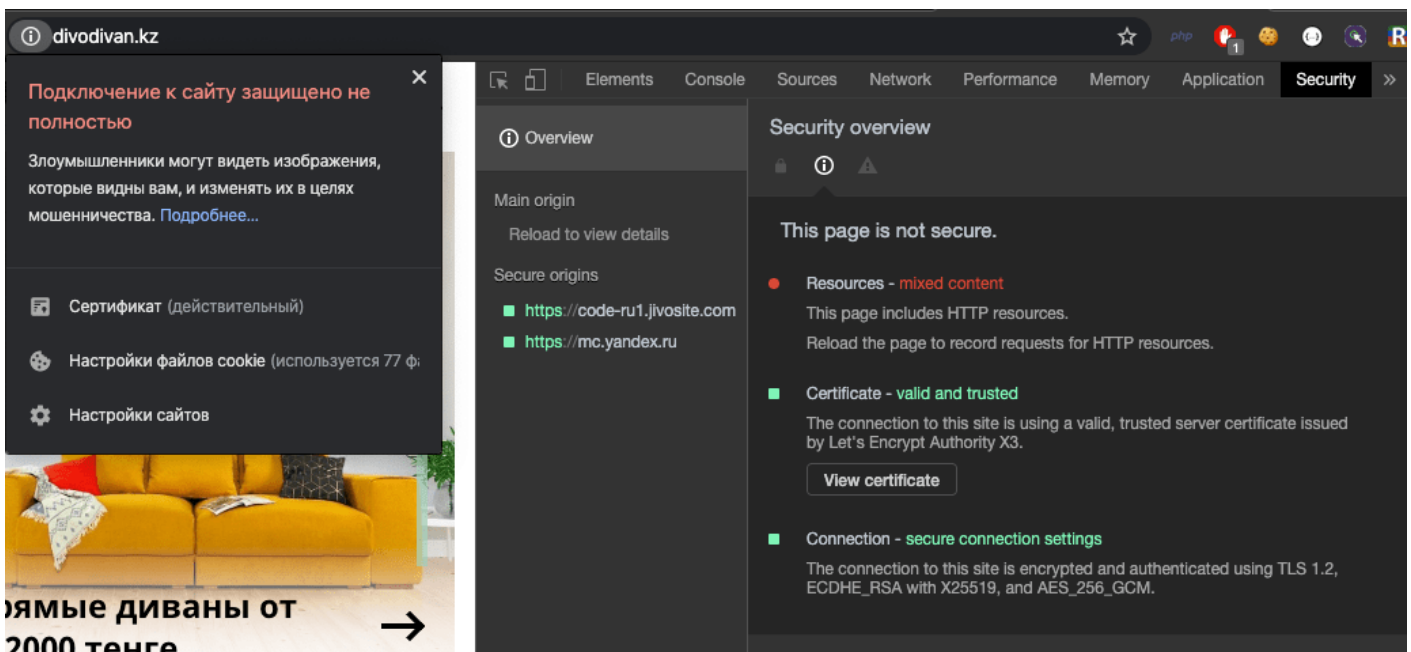 divodivan.kz
php
1
R
Подключение к сайту защищено не
полностью
Злоумышленники могут видеть изображения,
которые видны вам, и изменять их в целях
мошенничества. Подробнее...
Сертификат (действительный)
Настройки файлов cookie (используется 77 ф
Настройки сайтов
рямые диваны от
2000 тенге
Elements Console Sources Network Performance Memory Application Security »
Overview
Main origin
Reload to view details
Secure origins
https://code-ru1.jivosite.com
https://mc.yandex.ru
Security overview
This page is not secure.
Resources - mixed content
This page includes HTTP resources.
Reload the page to record requests for HTTP resources.
Certificate - valid and trusted
The connection to this site is using a valid, trusted server certificate issued
by Let's Encrypt Authority X3.
View certificate
Connection - secure connection settings
The connection to this site is encrypted and authenticated using TLS 1.2,
ECDHE_RSA with X25519, and AES_256_GCM.